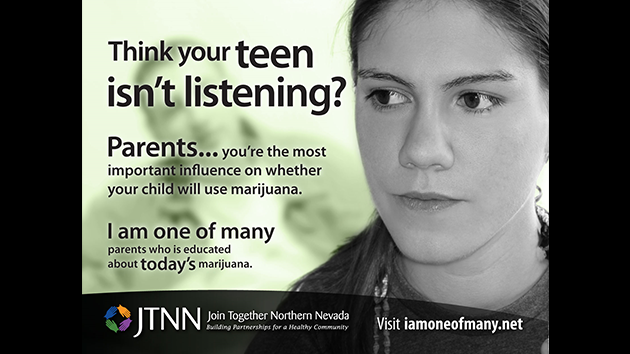 Think your teen
isn't listening?
Parents... you're the most
important influence on whether
your child will use marijuana.
I am one of many
parents who is educated
about today's marijuana.
JTNN Join Together Northern Nevada
Building Partnerships for a Healthy Community
Visit iamoneofmany.net